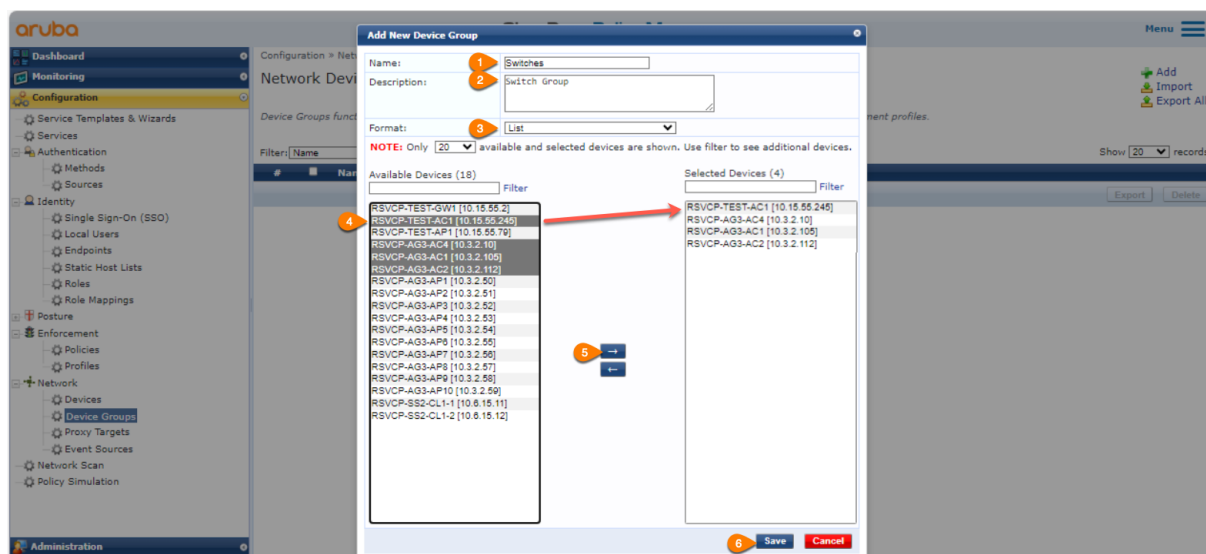 aruba
Menu
Dashboard
Monitoring
Configuration
Service Templates & Wizards
Services
Authentication
Methods
Sources
Identity
Single Sign-On (SSO)
Local Users
Endpoints
Static Host Lists
Roles
Role Mappings
Posture
Enforcement
Policies
Profiles
Network
Devices
Device Groups
Proxy Targets
Event Sources
Network Scan
Policy Simulation
Administration
Configuration » Net
Network Devi
Device Groups funct
ment profiles.
Add
Import
Export All
Filter: Name
Show 20 records
# Nam
Export Delete
Add New Device Group
Name: 1 Switches
Description: 2 Switch Group
Format: 3 List
NOTE: Only 20 available and selected devices are shown. Use filter to see additional devices.
Available Devices (18)
Filter
RSVCP-TEST-GW1 [10.15.55.2]
4 RSVCP-TEST-AC1 [10.15.55.245]
RSVCP-TEST-AP1 [10.15.55.79]
RSVCP-AG3-AC4 [10.3.2.10]
RSVCP-AG3-AC1 [10.3.2.105]
RSVCP-AG3-AC2 [10.3.2.112]
RSVCP-AG3-AP1 [10.3.2.50]
RSVCP-AG3-AP2 [10.3.2.51]
RSVCP-AG3-AP3 [10.3.2.52]
RSVCP-AG3-AP4 [10.3.2.53]
RSVCP-AG3-AP5 [10.3.2.54]
RSVCP-AG3-AP6 [10.3.2.55]
RSVCP-AG3-AP7 [10.3.2.56]
RSVCP-AG3-AP8 [10.3.2.57]
RSVCP-AG3-AP9 [10.3.2.58]
RSVCP-AG3-AP10 [10.3.2.59]
RSVCP-SS2-CL1-1 [10.6.15.11]
RSVCP-SS2-CL1-2 [10.6.15.12]
5 →
←
Selected Devices (4)
Filter
RSVCP-TEST-AC1 [10.15.55.245]
RSVCP-AG3-AC4 [10.3.2.10]
RSVCP-AG3-AC1 [10.3.2.105]
RSVCP-AG3-AC2 [10.3.2.112]
6 Save Cancel